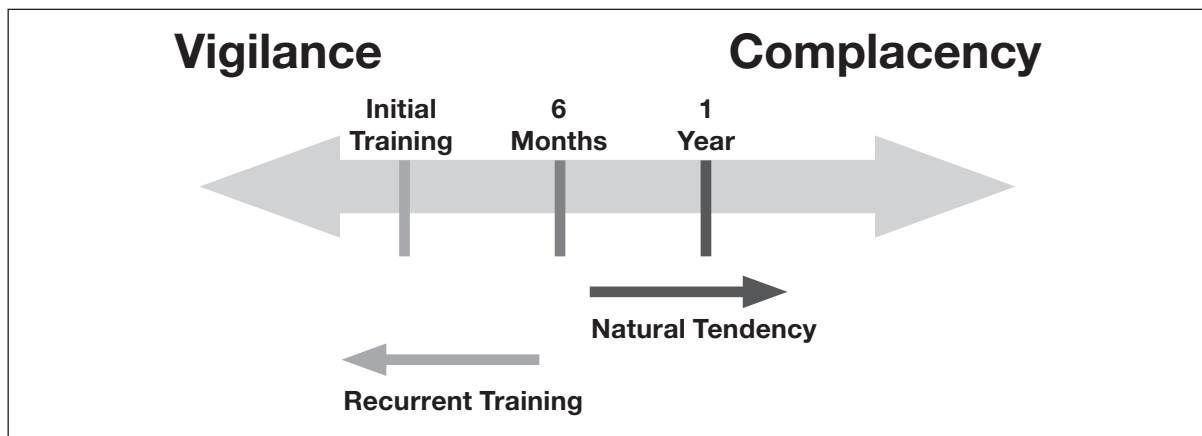 Vigilance
Complacency
Initial
Training
6
Months
1
Year
Natural Tendency
Recurrent Training